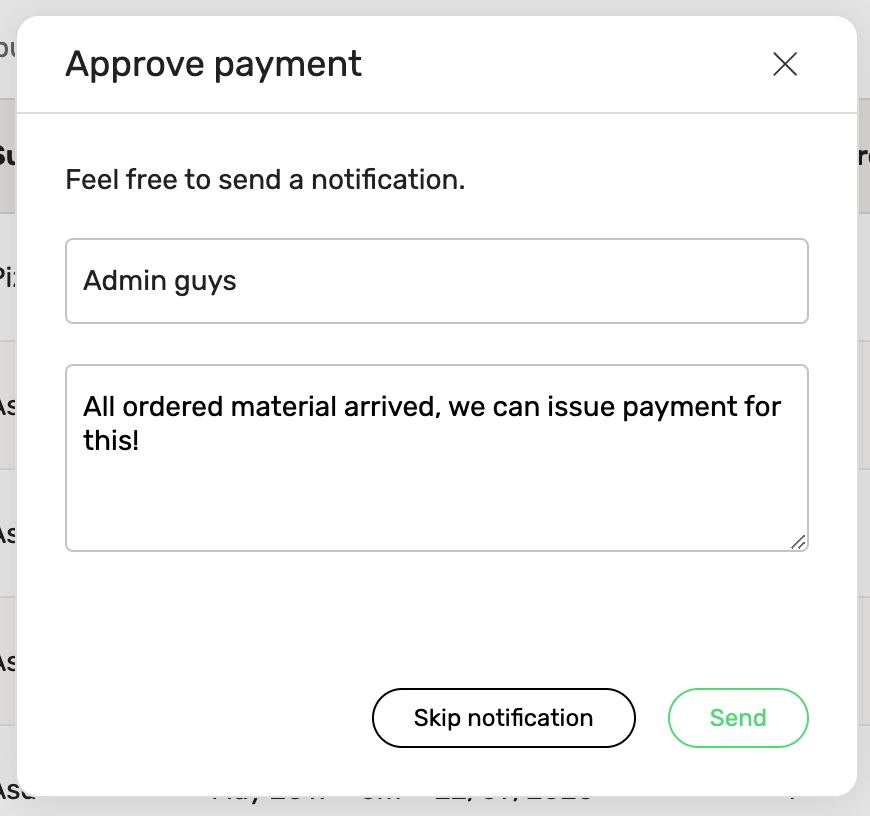 Approve payment
Feel free to send a notification.
Admin guys
All ordered material arrived, we can issue payment for
this!
Skip notification
Send